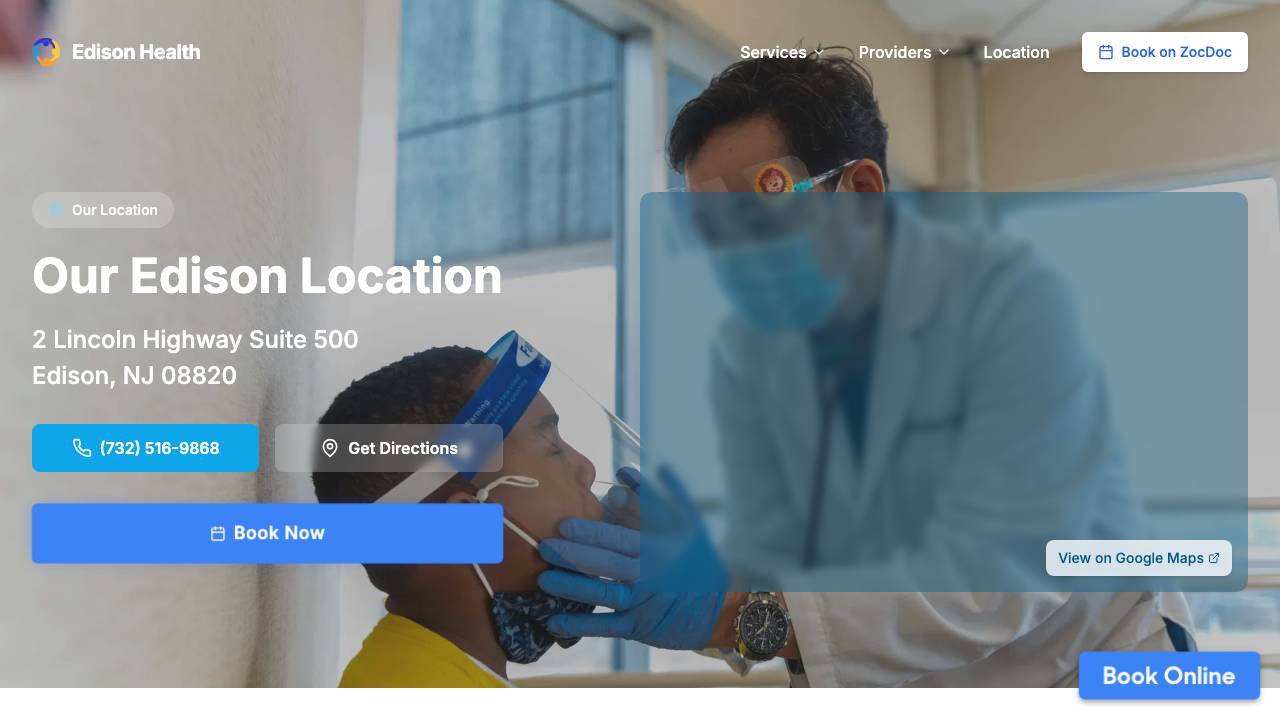 Edison Health
Services
Providers
Location
Book on ZocDoc
Our Location
Our Edison Location
2 Lincoln Highway Suite 500
Edison, NJ 08820
(732) 516-9868
Get Directions
Book Now
View on Google Maps
Book Online
Warning.